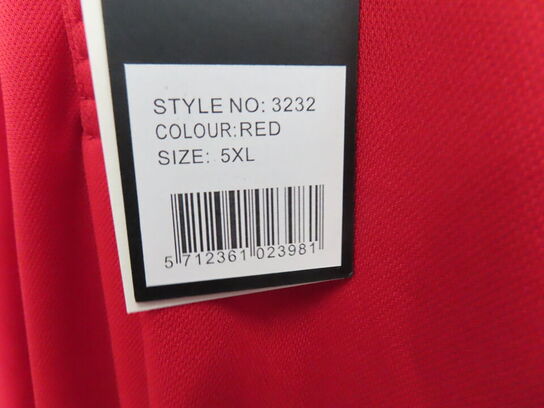 STYLE NO: 3232
COLOUR:RED
SIZE: 5XL
5 712361 023981